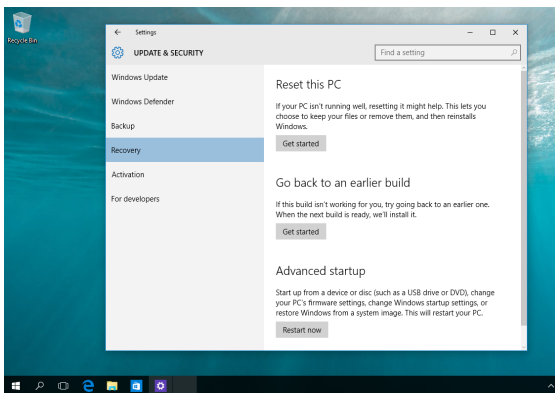 Recycle Bin
Settings
UPDATE & SECURITY
Find a setting
Windows Update
Windows Defender
Backup
Recovery
Activation
For developers
Reset this PC
If your PC isn't running well, resetting it might help. This lets you
choose to keep your files or remove them, and then reinstalls
Windows.
Get started
Go back to an earlier build
If this build isn't working for you, try going back to an earlier one.
When the next build is ready, we'll install it.
Get started
Advanced startup
Start up from a device or disc (such as a USB drive or DVD), change
your PC's firmware settings, change Windows startup settings, or
restore Windows from a system image. This will restart your PC.
Restart now